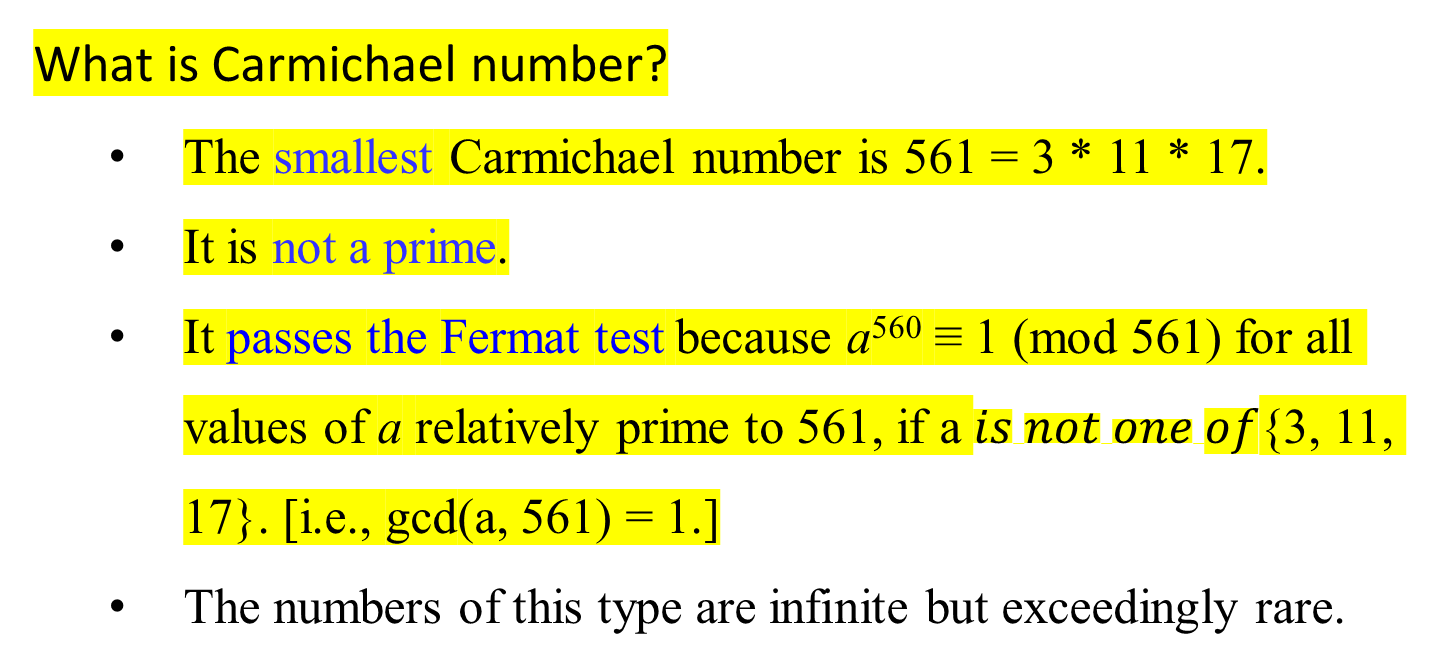 What is Carmichael number?
• The smallest Carmichael number is 561 = 3 * 11 * 17.
• It is not a prime.
• It passes the Fermat test because a⁵⁶⁰ ≡ 1 (mod 561) for all
values of a relatively prime to 561, if a is not one of {3, 11,
17}. [i.e., gcd(a, 561) = 1.]
• The numbers of this type are infinite but exceedingly rare.